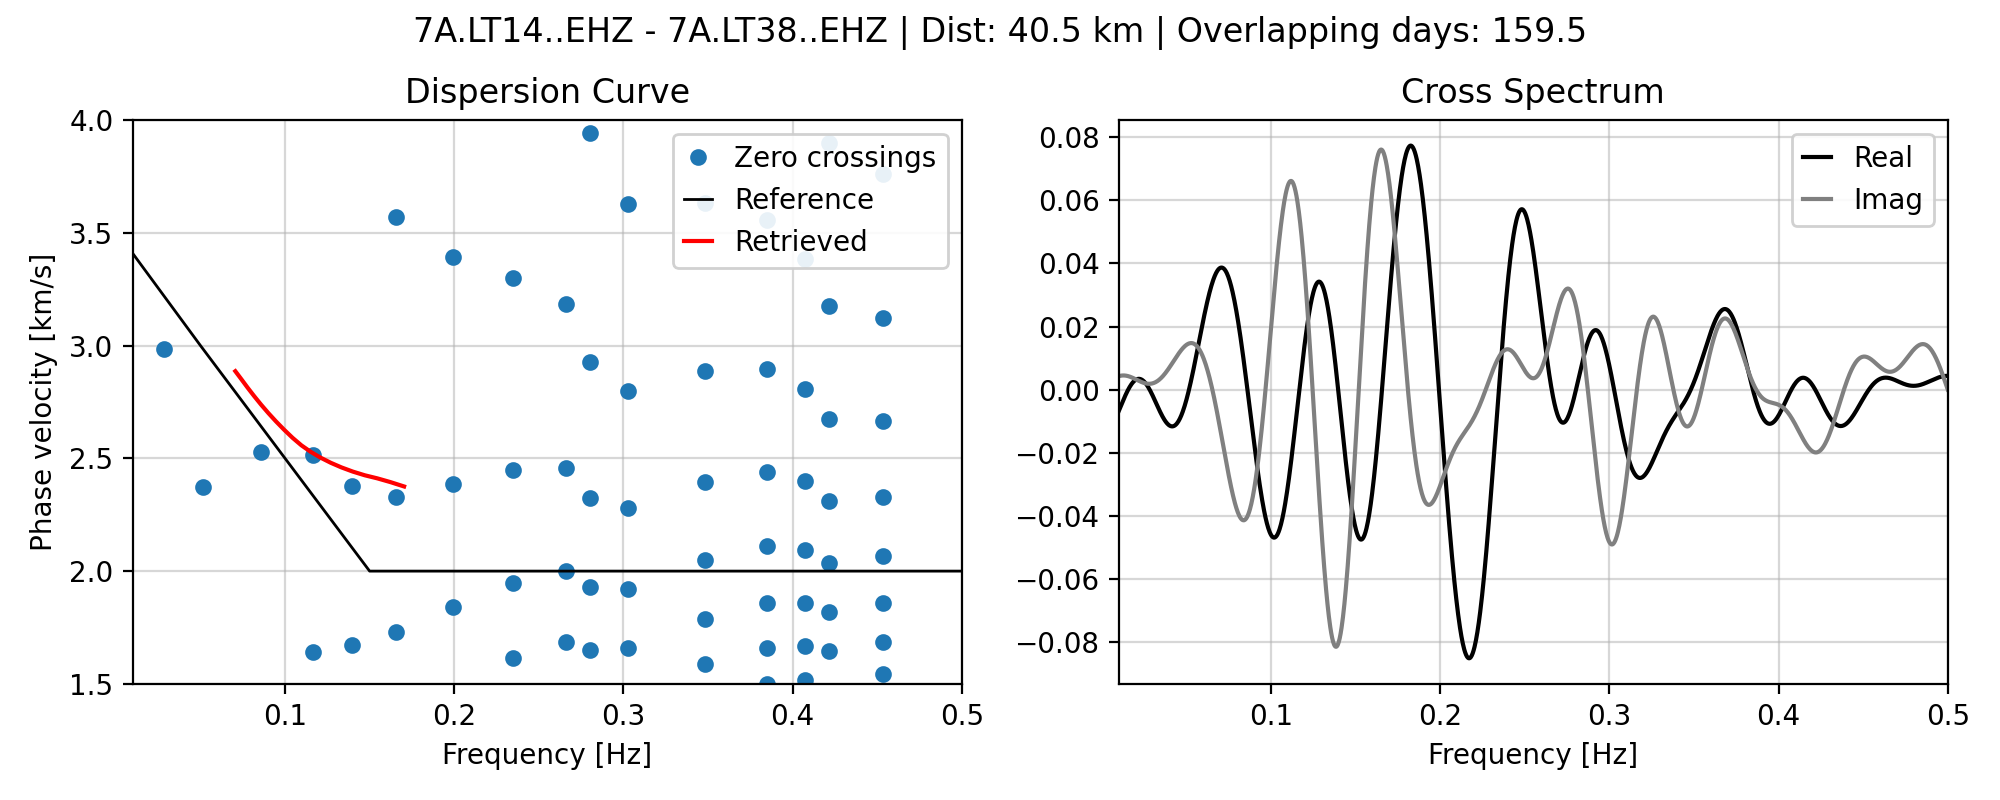 7A.LT14..EHZ - 7A.LT38..EHZ | Dist: 40.5 km | Overlapping days: 159.5
Dispersion Curve
Phase velocity [km/s]
4.0
3.5
3.0
2.5
2.0
1.5
Zero crossings
Reference
Retrieved
0.1 0.2 0.3 0.4 0.5
Frequency [Hz]
Cross Spectrum
0.08
0.06
0.04
0.02
0.00
−0.02
−0.04
−0.06
−0.08
Real
Imag
0.1 0.2 0.3 0.4 0.5
Frequency [Hz]